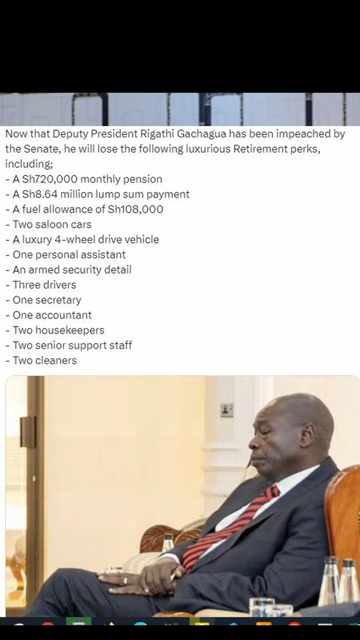 Now that Deputy President Rigathi Gachagua has been impeached by
the Senate, he will lose the following luxurious Retirement perks,
including;
- A Sh720,000 monthly pension
- A Sh8.64 million lump sum payment
- A fuel allowance of Sh108,000
- Two saloon cars
- A luxury 4-wheel drive vehicle
- One personal assistant
- An armed security detail
- Three drivers
- One secretary
- One accountant
- Two housekeepers
- Two senior support staff
- Two cleaners